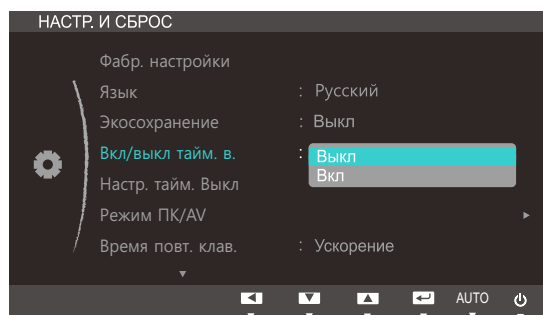 НАСТР. И СБРОС
Фабр. настройки
Язык : Русский
Экосохранение : Выкл
Вкл/выкл тайм. в. : Выкл
Вкл
Настр. тайм. Выкл
Режим ПК/AV
Время повт. клав. : Ускорение
AUTO